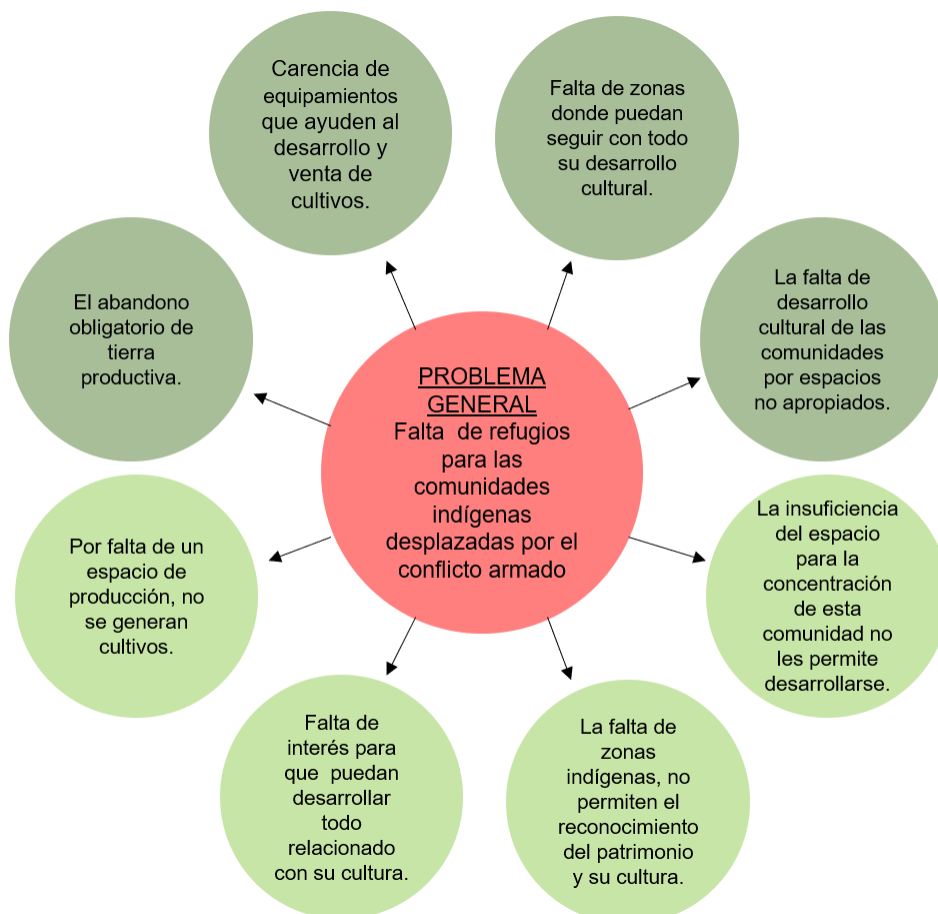 Carencia de
equipamientos
que ayuden al
desarrollo y
venta de
cultivos.
Falta de zonas
donde puedan
seguir con todo
su desarrollo
cultural.
El abandono
obligatorio de
tierra
productiva.
La falta de
desarrollo
cultural de las
comunidades
por espacios
no apropiados.
PROBLEMA
GENERAL
Falta de refugios
para las
comunidades
indígenas
desplazadas por el
conflicto armado
Por falta de un
espacio de
producción, no
se generan
cultivos.
La insuficiencia
del espacio
para la
concentración
de esta
comunidad no
les permite
desarrollarse.
Falta de
interés para
que puedan
desarrollar
todo
relacionado
con su cultura.
La falta de
zonas
indígenas, no
permiten el
reconocimiento
del patrimonio
y su cultura.